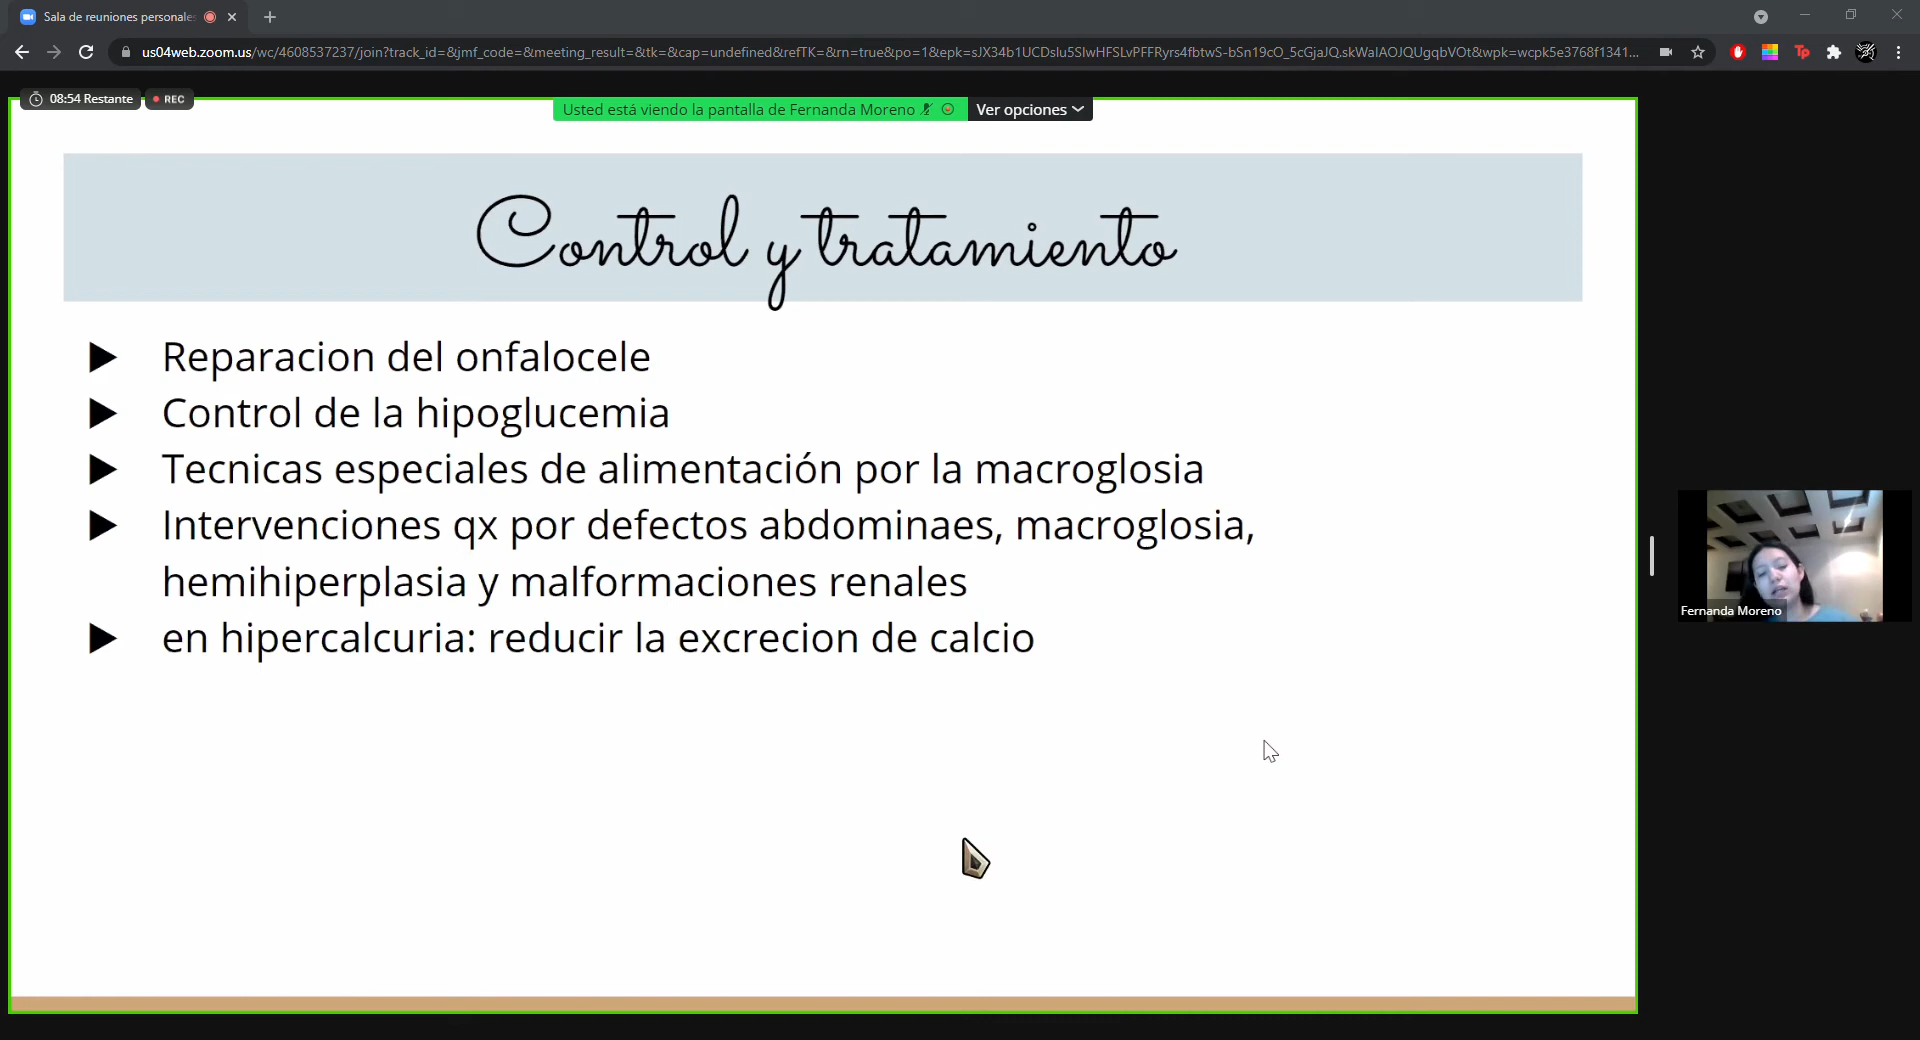 Sala de reuniones personales
us04web.zoom.us/wc/4608537237/join?track_id=&jmf_code=&meeting_result=&tk=&cap=undefined&refTK=&rn=true&po=1&epk=sJX34b1UCDslu5SlwHFSLvPFFRyrs4fbtwS-bSn19cO_5cGjaJQ.skWaIAOJQUgqbVOt&wpk=wcpk5e3768f1341...
Tp
08:54 Restante
REC
Usted está viendo la pantalla de Fernanda Moreno
Ver opciones
Control y tratamiento
Reparacion del onfalocele
Control de la hipoglucemia
Tecnicas especiales de alimentación por la macroglosia
Intervenciones qx por defectos abdominaes, macroglosia,
hemihiperplasia y malformaciones renales
en hipercalcuria: reducir la excrecion de calcio
Fernanda Moreno